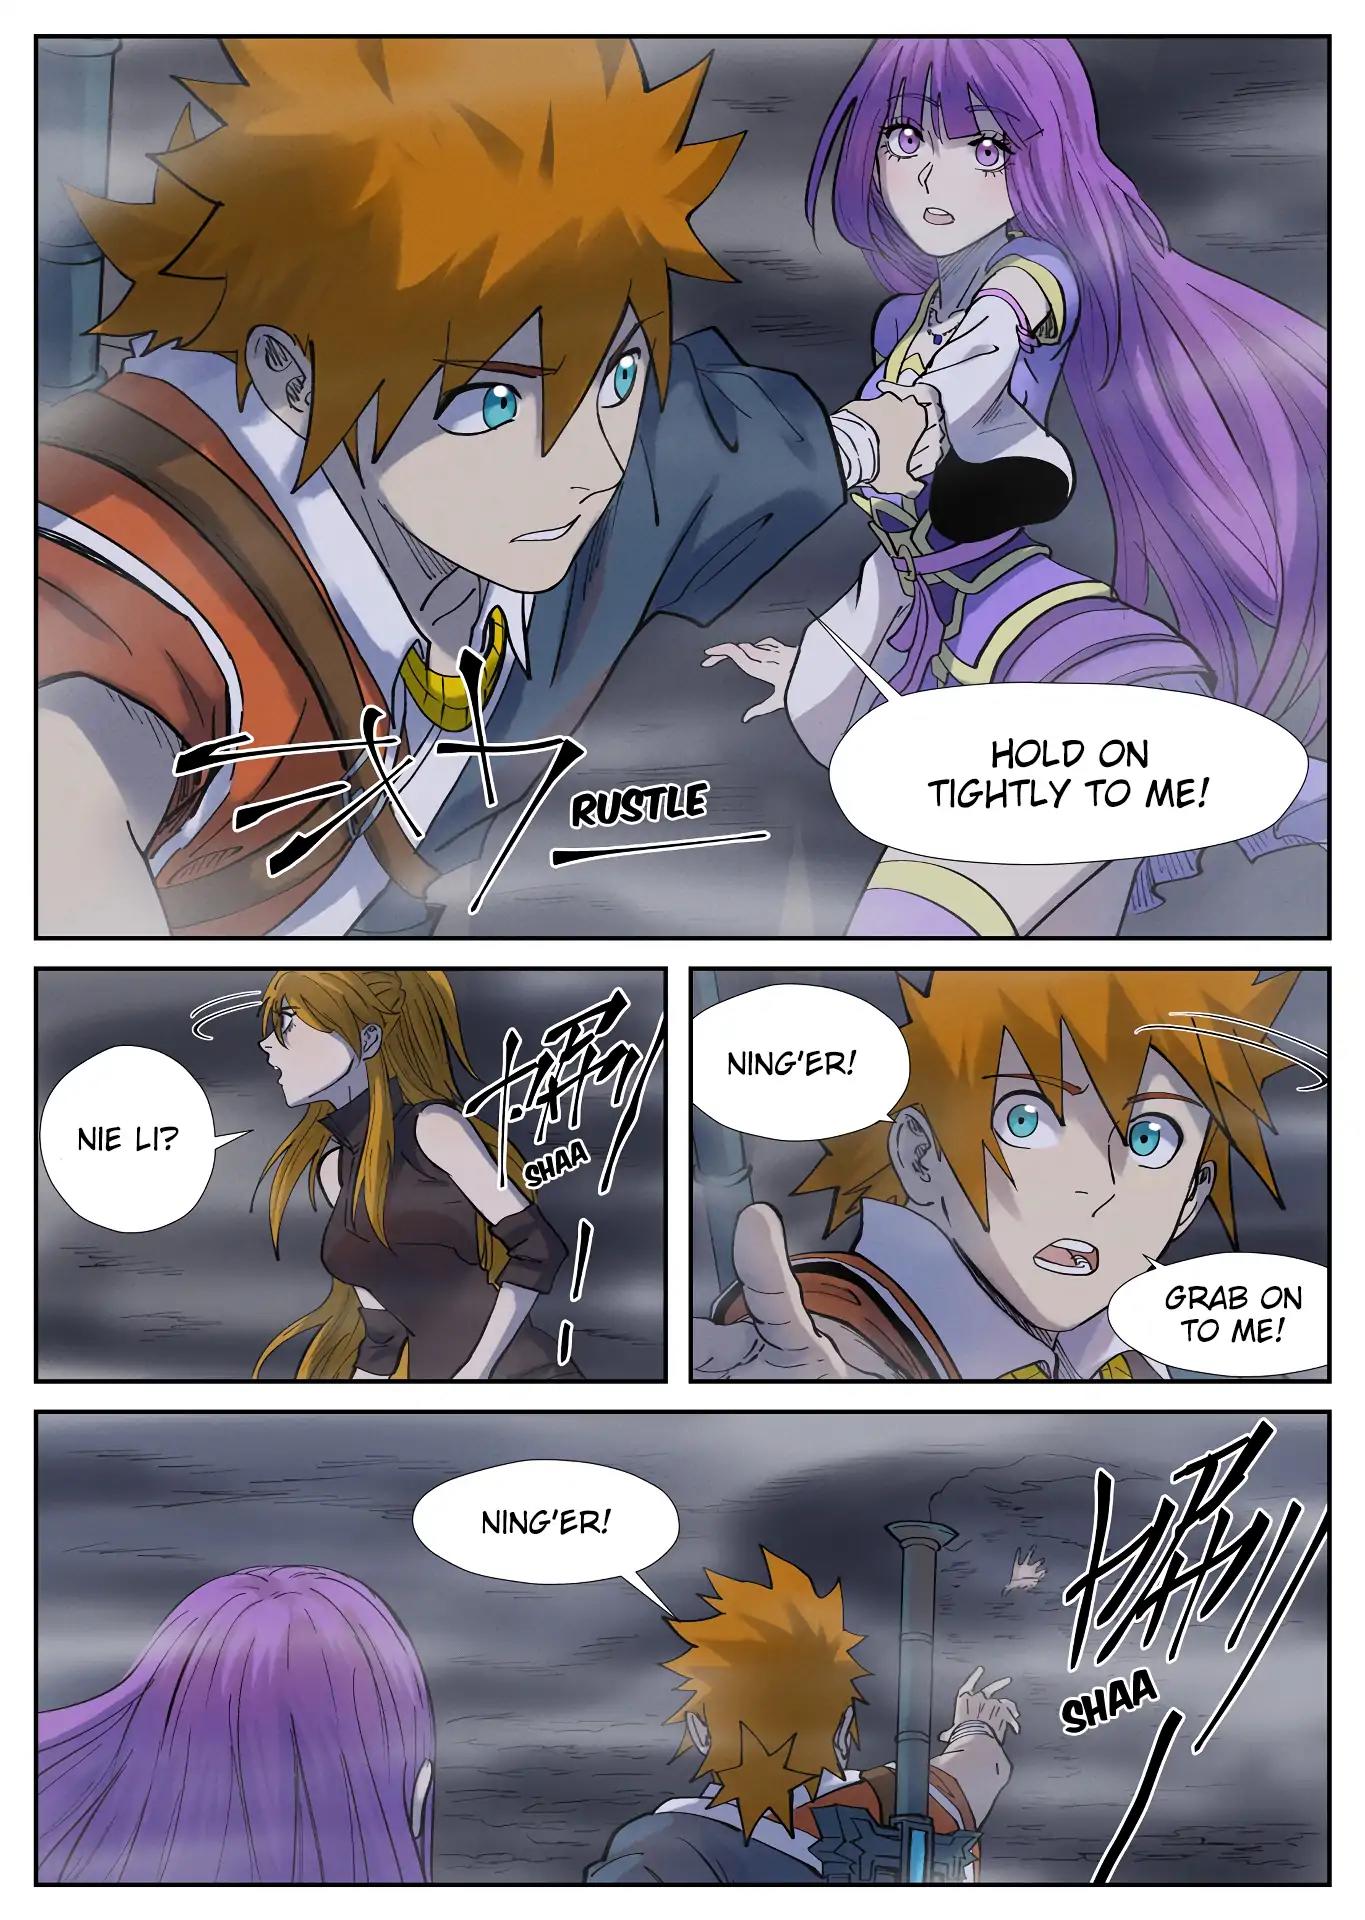 HOLD ON
TIGHTLY TO ME!
RUSTLE
NIE LI?
SHAA
NING'ER!
GRAB ON
TO ME!
NING'ER!
SHAA